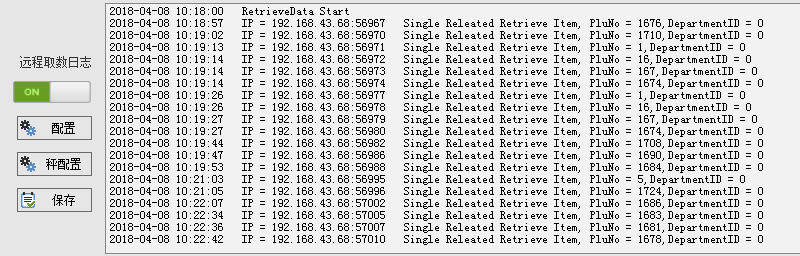 远程取数日志
ON
配置
秤配置
保存
2018-04-08 10:18:00 RetrieveData Start
2018-04-08 10:18:57 IP = 192.168.43.68:56967 Single Releated Retrieve Item, PluNo = 1676,DepartmentID = 0
2018-04-08 10:19:02 IP = 192.168.43.68:56970 Single Releated Retrieve Item, PluNo = 1710,DepartmentID = 0
2018-04-08 10:19:13 IP = 192.168.43.68:56971 Single Releated Retrieve Item, PluNo = 1,DepartmentID = 0
2018-04-08 10:19:14 IP = 192.168.43.68:56972 Single Releated Retrieve Item, PluNo = 16,DepartmentID = 0
2018-04-08 10:19:14 IP = 192.168.43.68:56973 Single Releated Retrieve Item, PluNo = 167,DepartmentID = 0
2018-04-08 10:19:14 IP = 192.168.43.68:56974 Single Releated Retrieve Item, PluNo = 1674,DepartmentID = 0
2018-04-08 10:19:26 IP = 192.168.43.68:56977 Single Releated Retrieve Item, PluNo = 1,DepartmentID = 0
2018-04-08 10:19:26 IP = 192.168.43.68:56978 Single Releated Retrieve Item, PluNo = 16,DepartmentID = 0
2018-04-08 10:19:27 IP = 192.168.43.68:56979 Single Releated Retrieve Item, PluNo = 167,DepartmentID = 0
2018-04-08 10:19:27 IP = 192.168.43.68:56980 Single Releated Retrieve Item, PluNo = 1674,DepartmentID = 0
2018-04-08 10:19:44 IP = 192.168.43.68:56982 Single Releated Retrieve Item, PluNo = 1708,DepartmentID = 0
2018-04-08 10:19:47 IP = 192.168.43.68:56986 Single Releated Retrieve Item, PluNo = 1690,DepartmentID = 0
2018-04-08 10:19:53 IP = 192.168.43.68:56988 Single Releated Retrieve Item, PluNo = 1684,DepartmentID = 0
2018-04-08 10:21:03 IP = 192.168.43.68:56995 Single Releated Retrieve Item, PluNo = 5,DepartmentID = 0
2018-04-08 10:21:05 IP = 192.168.43.68:56996 Single Releated Retrieve Item, PluNo = 1724,DepartmentID = 0
2018-04-08 10:22:07 IP = 192.168.43.68:57002 Single Releated Retrieve Item, PluNo = 1686,DepartmentID = 0
2018-04-08 10:22:34 IP = 192.168.43.68:57005 Single Releated Retrieve Item, PluNo = 1683,DepartmentID = 0
2018-04-08 10:22:36 IP = 192.168.43.68:57007 Single Releated Retrieve Item, PluNo = 1681,DepartmentID = 0
2018-04-08 10:22:42 IP = 192.168.43.68:57010 Single Releated Retrieve Item, PluNo = 1678,DepartmentID = 0